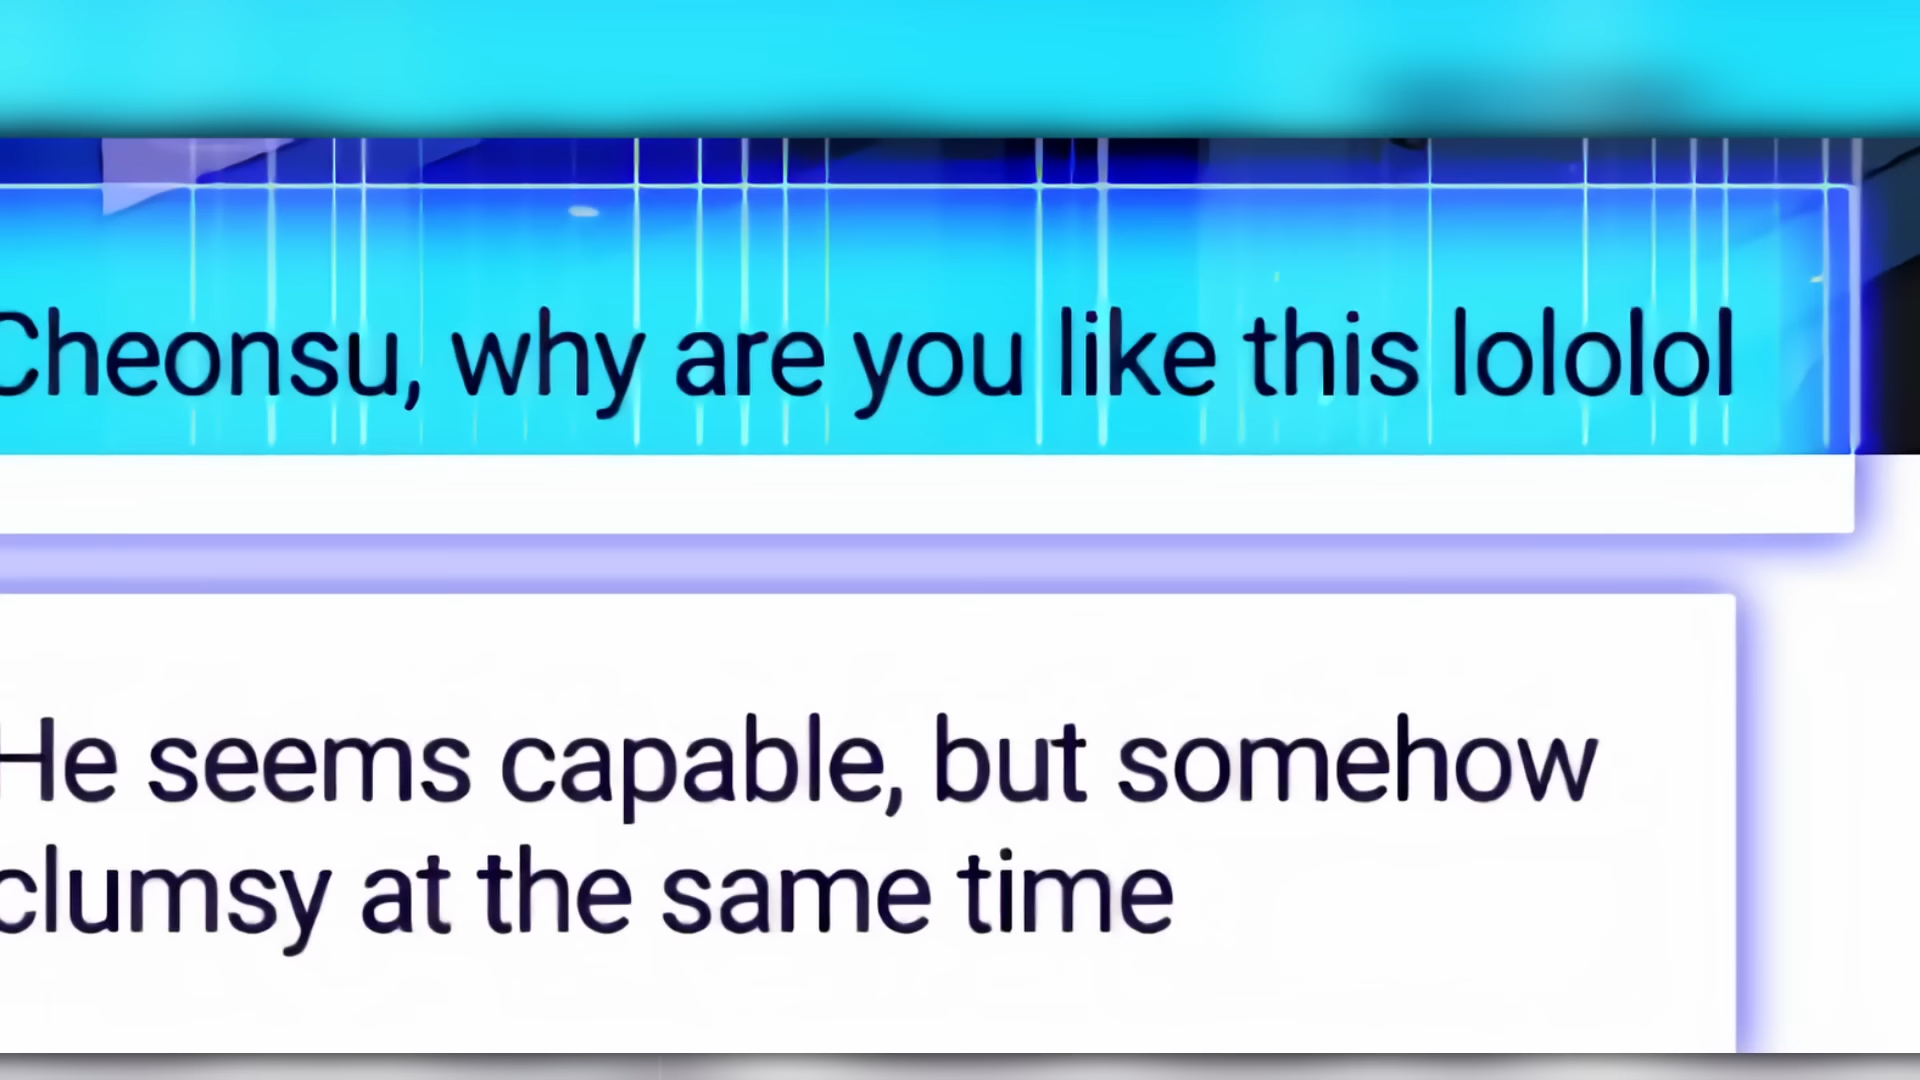 Cheonsu, why are you like this lololol
He seems capable, but somehow
clumsy at the same time